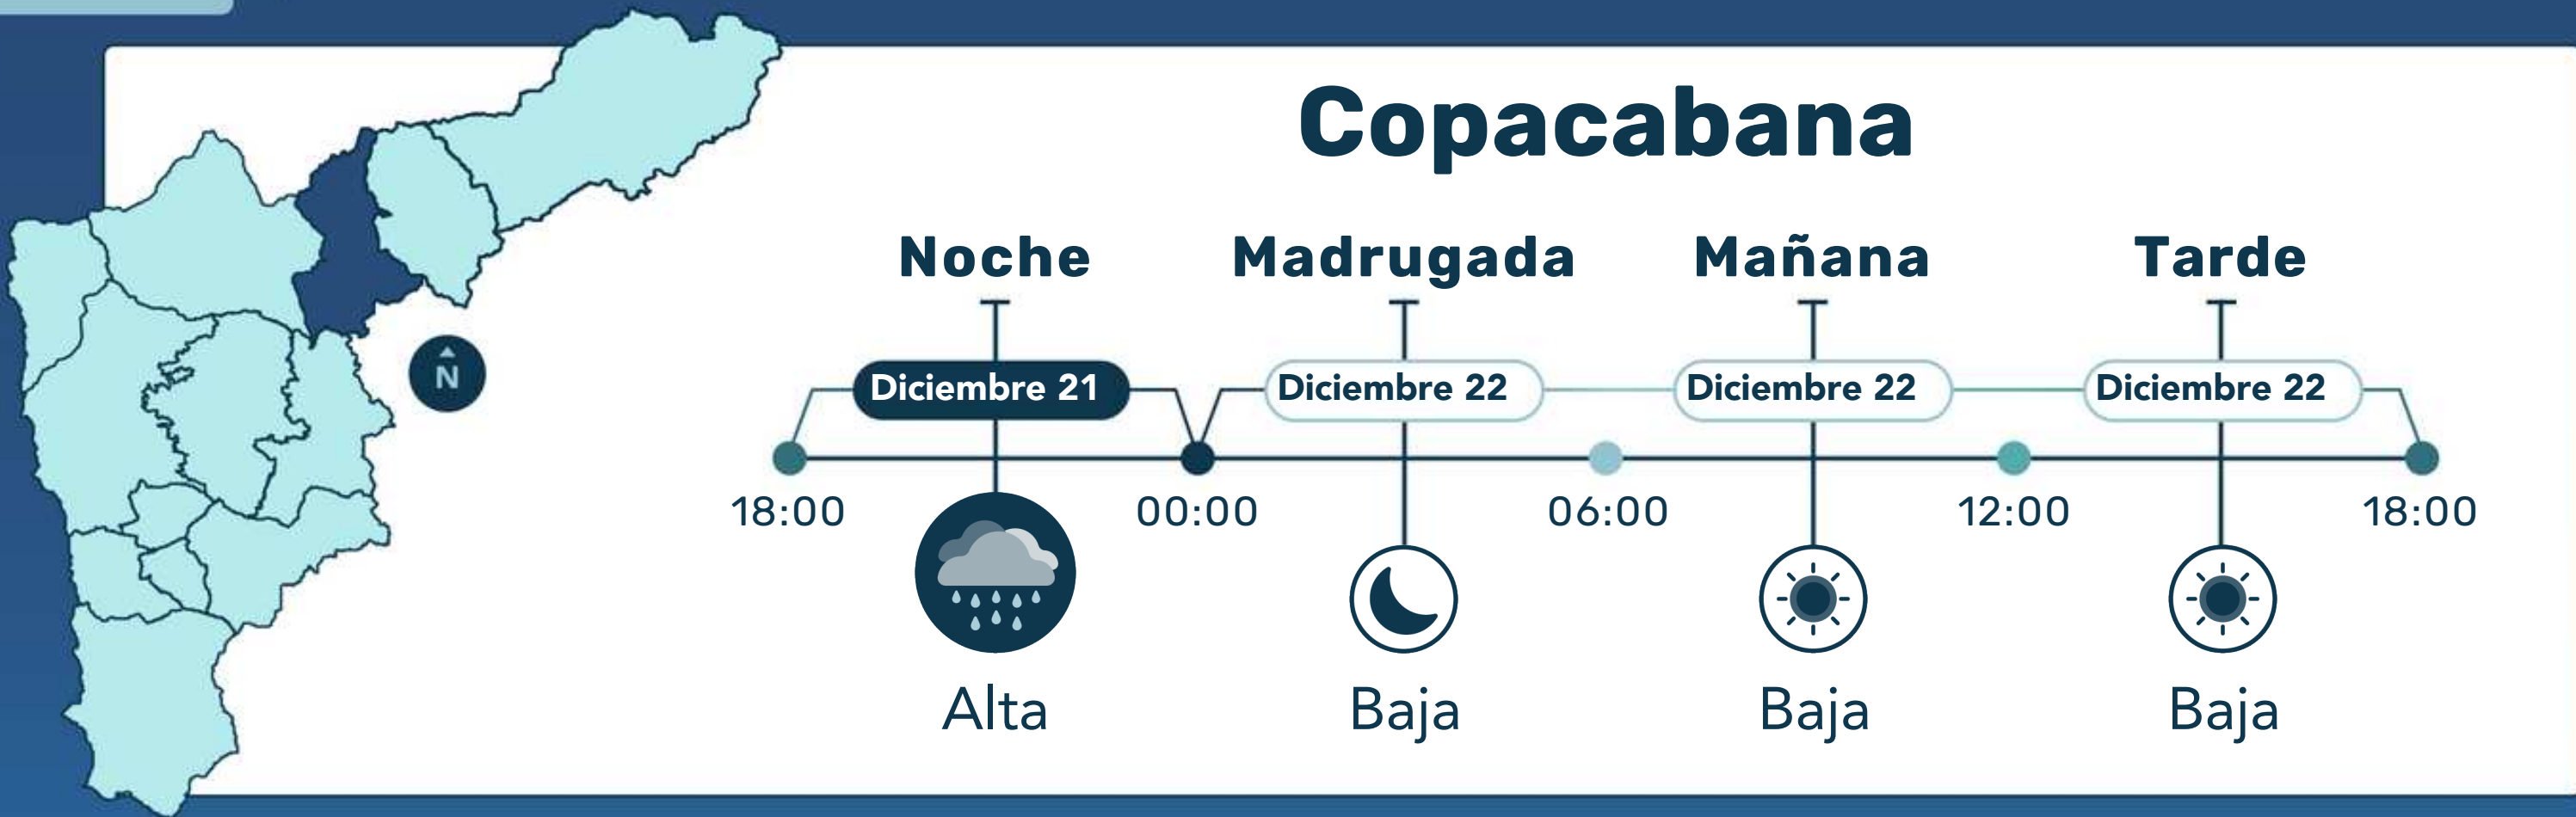 Copacabana
Noche Madrugada Mañana Tarde
Diciembre 21 Diciembre 22 Diciembre 22 Diciembre 22
N
18:00 00:00 06:00 12:00 18:00
Alta Baja Baja Baja